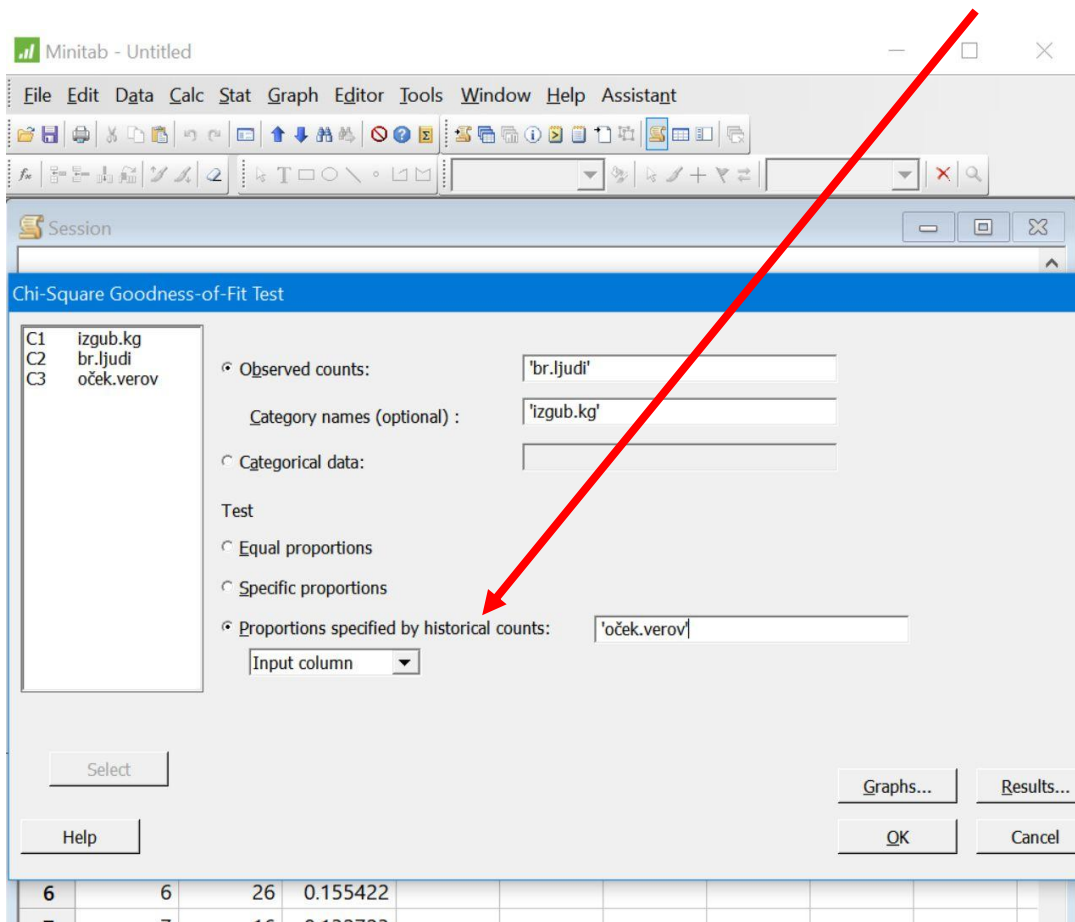 Minitab - Untitled
File Edit Data Calc Stat Graph Editor Tools Window Help Assistant
Session
Chi-Square Goodness-of-Fit Test
C1 izgub.kg
C2 br.ljudi
C3 oček.verov
Observed counts: 'br.ljudi'
Category names (optional) : 'izgub.kg'
Categorical data:
Test
Equal proportions
Specific proportions
Proportions specified by historical counts: 'oček.verov'
Input column
Select
Graphs... Results...
Help OK Cancel
6 6 26 0.155422